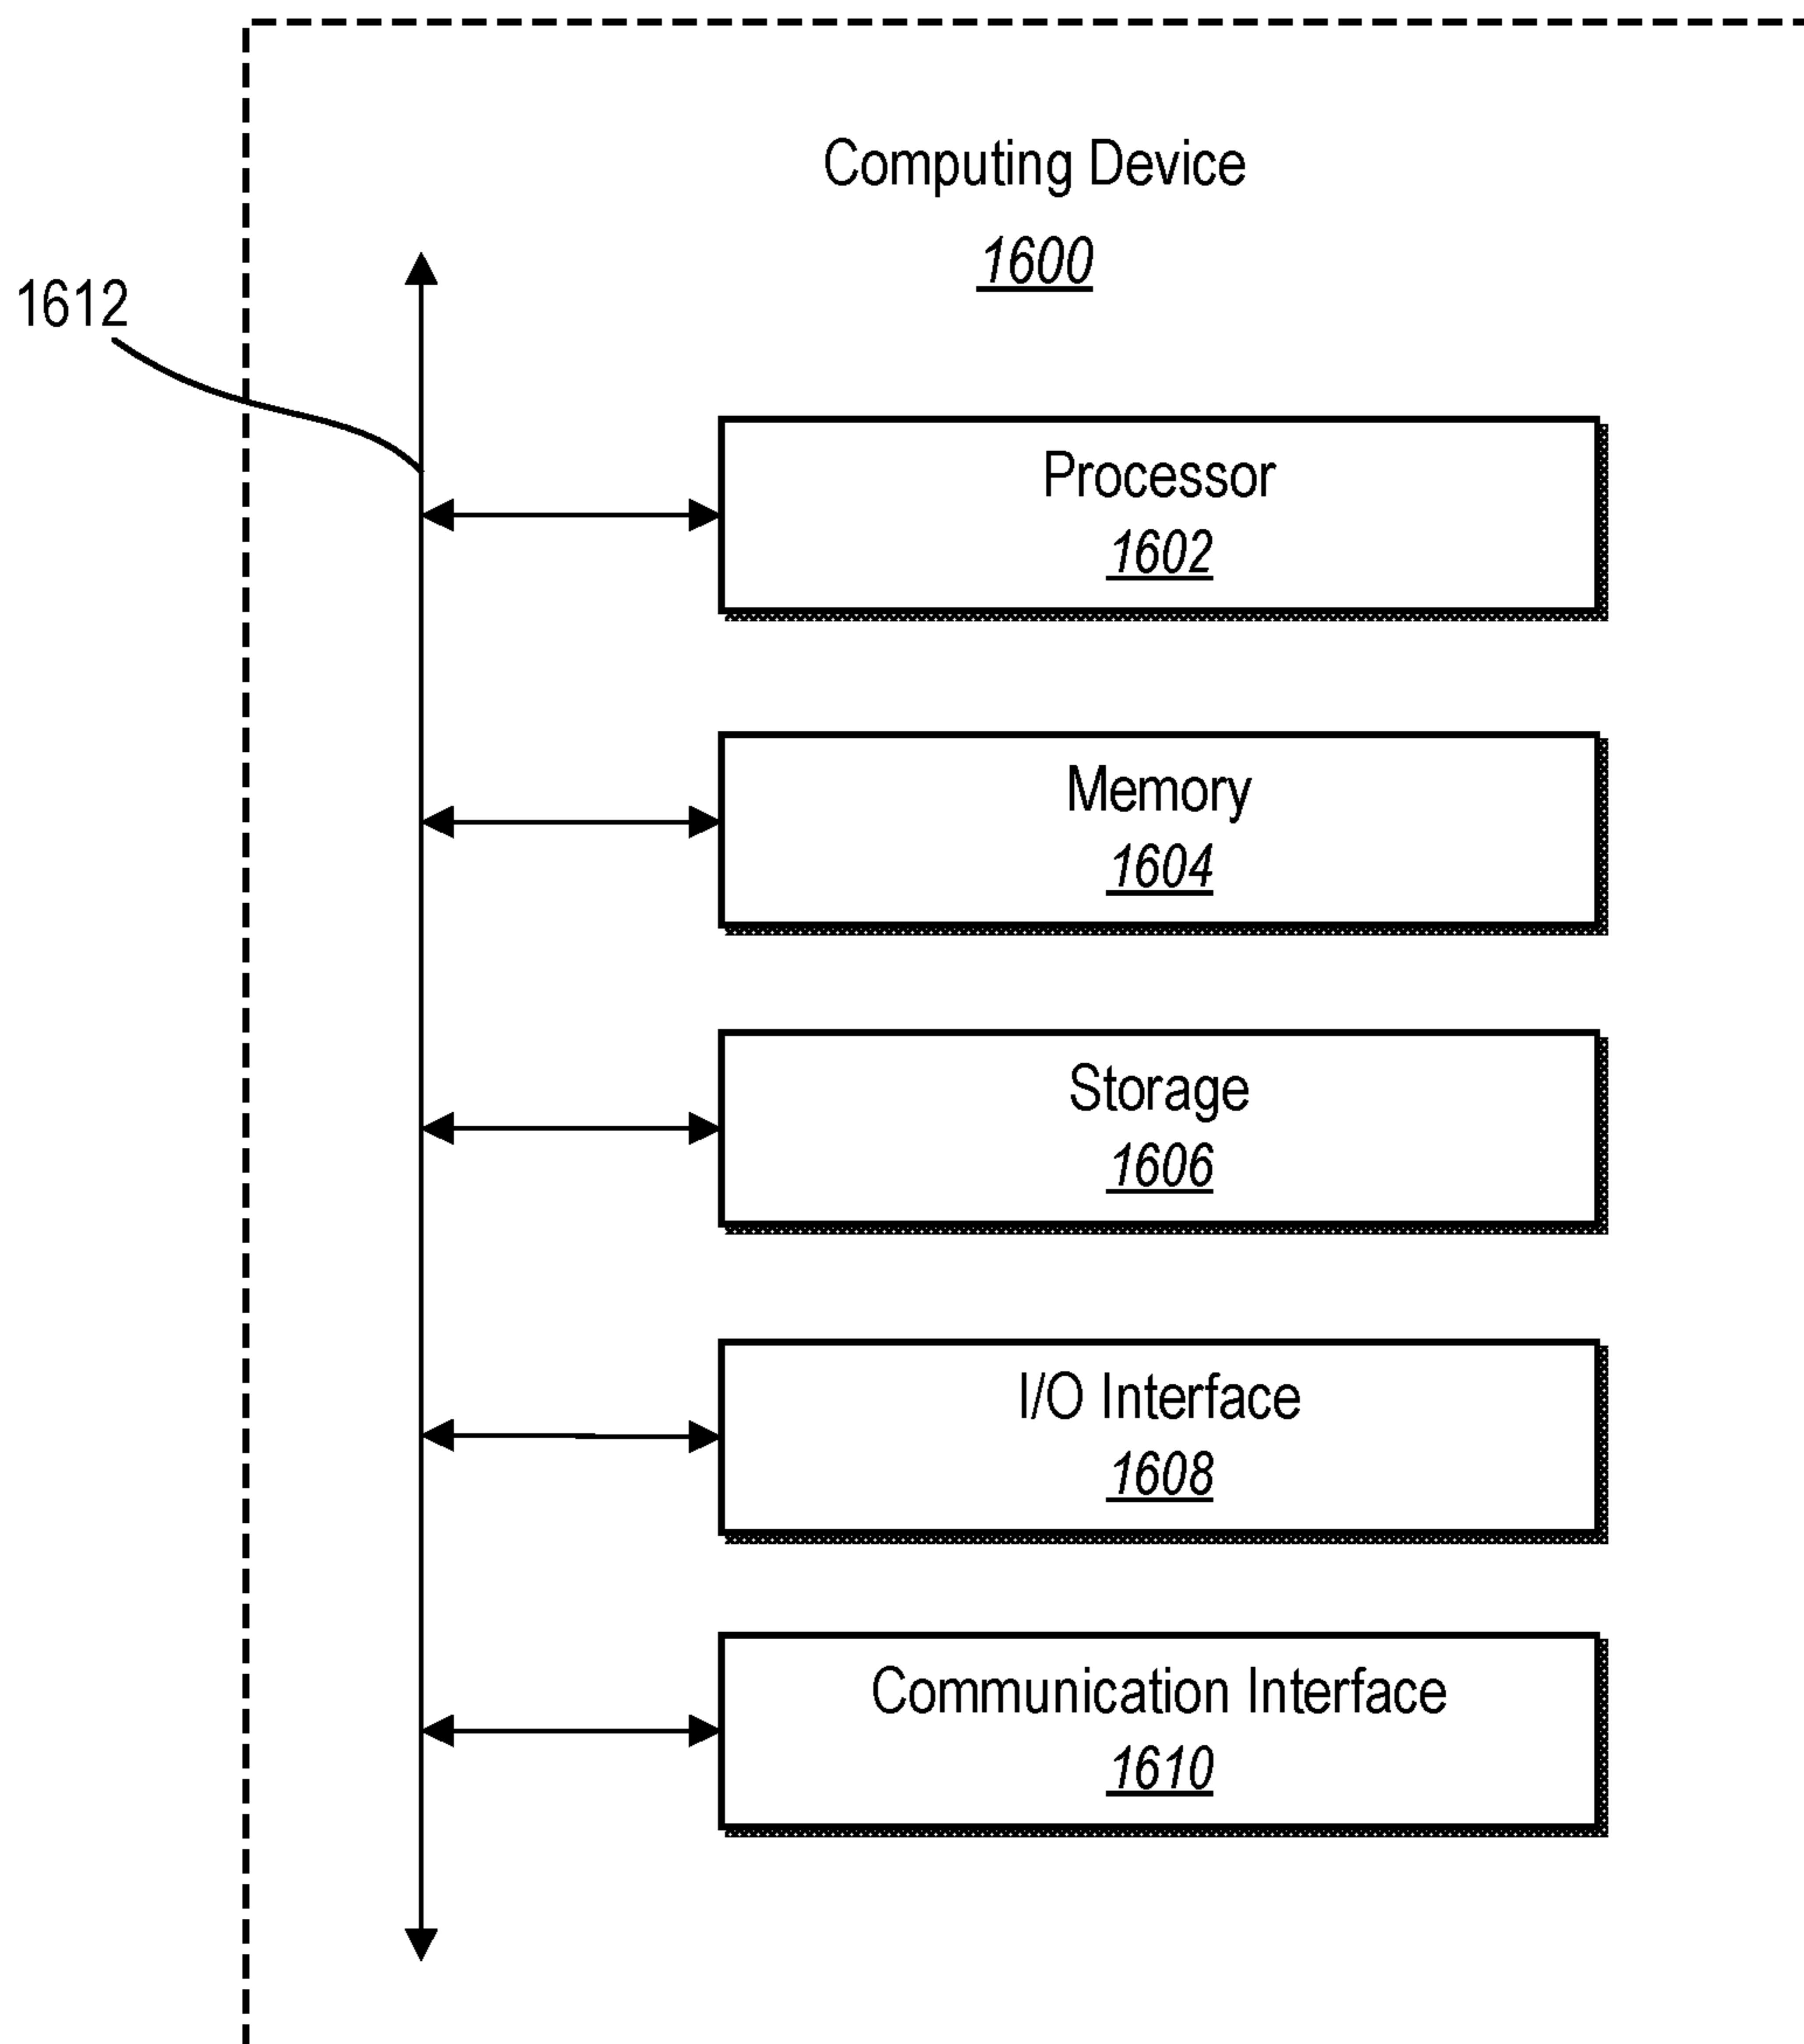 Computing Device
1600
1612
Processor
1602
Memory
1604
Storage
1606
I/O Interface
1608
Communication Interface
1610